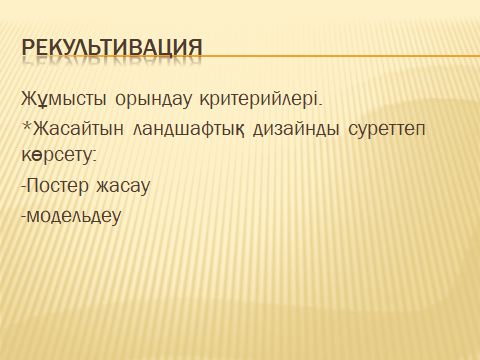 РЕКУЛЬТИВАЦИЯ
Жұмысты орындау критерийлері.
*Жасайтын ландшафтық дизайнды суреттеп
көрсету:
-Постер жасау
-модельдеу